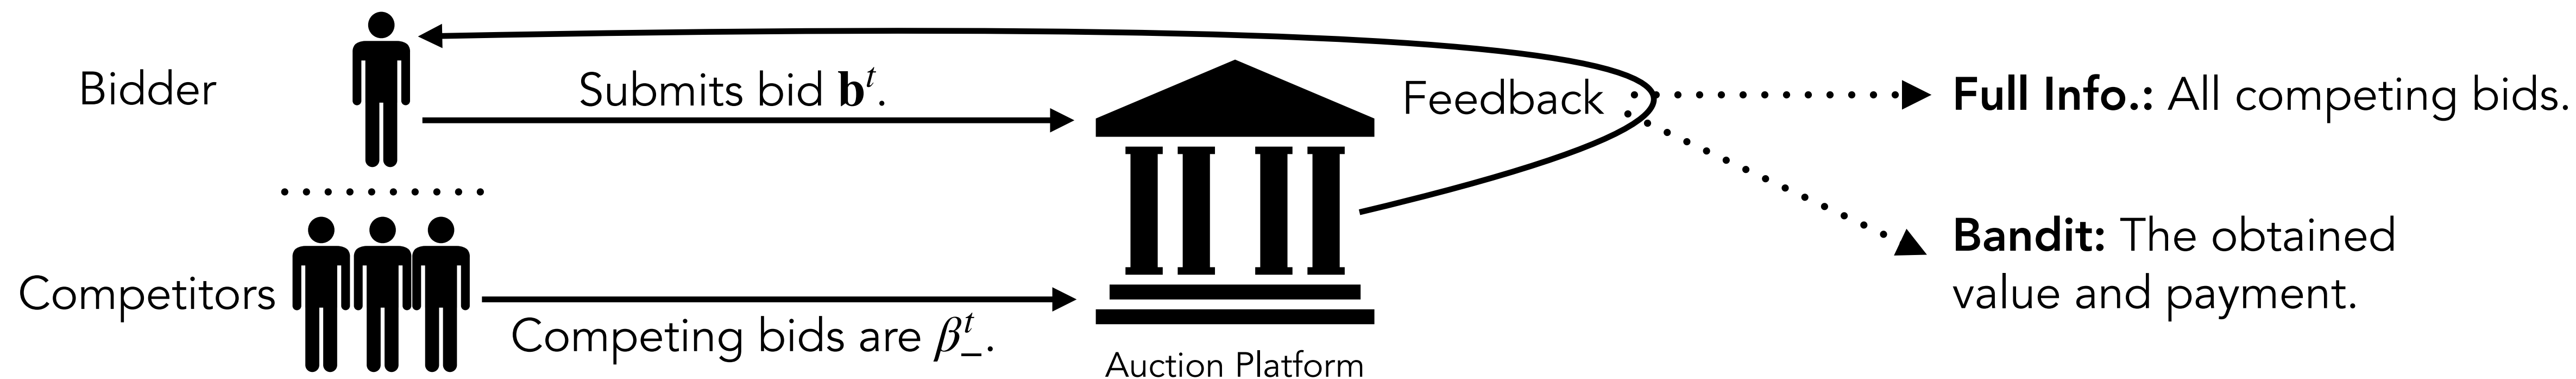 Bidder
Submits bid 𝐛ᵗ.
Feedback
Full Info.: All competing bids.
Bandit: The obtained
value and payment.
Competitors
Competing bids are β₋ᵗ.
Auction Platform